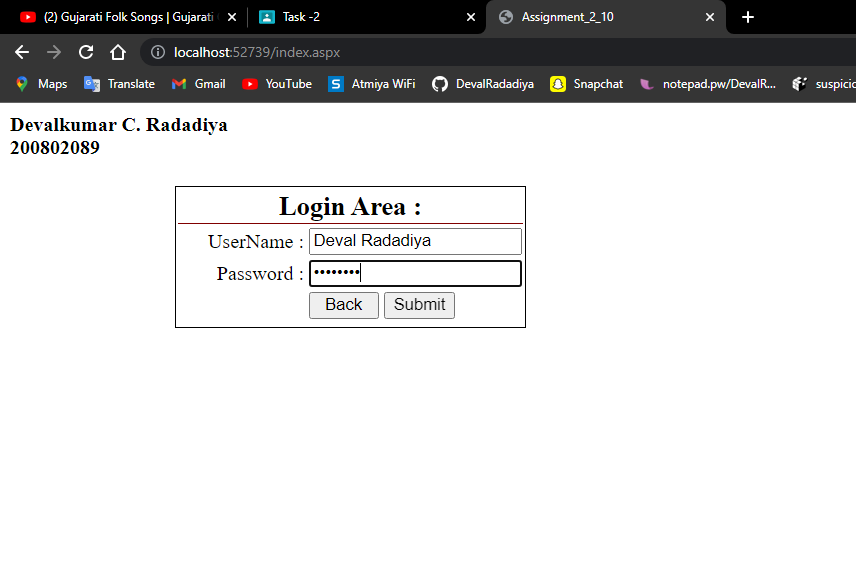 (2) Gujarati Folk Songs | Gujarati
Task -2
Assignment_2_10
localhost:52739/index.aspx
Maps Translate Gmail YouTube Atmiya WiFi DevalRadadiya Snapchat notepad.pw/DevalR... suspicio
Devalkumar C. Radadiya
200802089
Login Area :
UserName : Deval Radadiya
Password : ••••••••
Back Submit